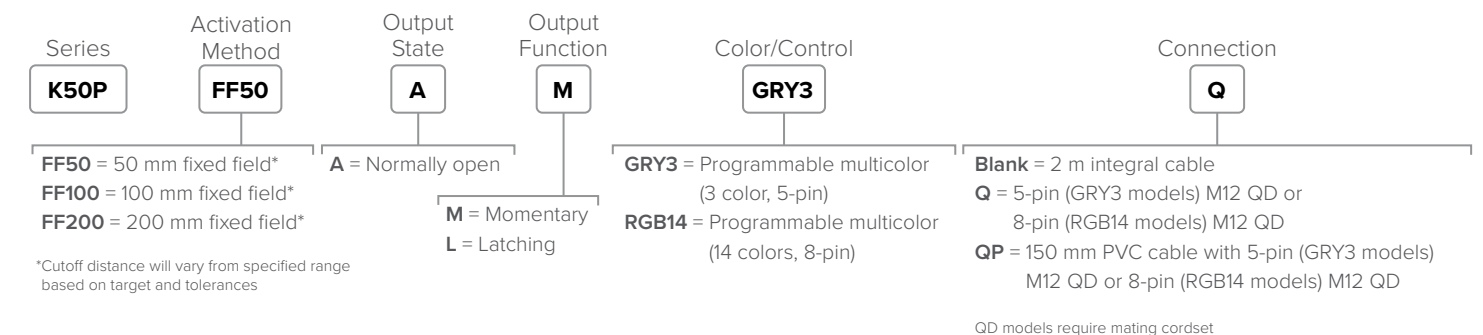 Series
K50P
Activation
Method
FF50
FF50 = 50 mm fixed field*
FF100 = 100 mm fixed field*
FF200 = 200 mm fixed field*
*Cutoff distance will vary from specified range
based on target and tolerances
Output
State
A
A = Normally open
Output
Function
M
M = Momentary
L = Latching
Color/Control
GRY3
GRY3 = Programmable multicolor
(3 color, 5-pin)
RGB14 = Programmable multicolor
(14 colors, 8-pin)
Connection
Q
Blank = 2 m integral cable
Q = 5-pin (GRY3 models) M12 QD or
8-pin (RGB14 models) M12 QD
QP = 150 mm PVC cable with 5-pin (GRY3 models)
M12 QD or 8-pin (RGB14 models) M12 QD
QD models require mating cordset